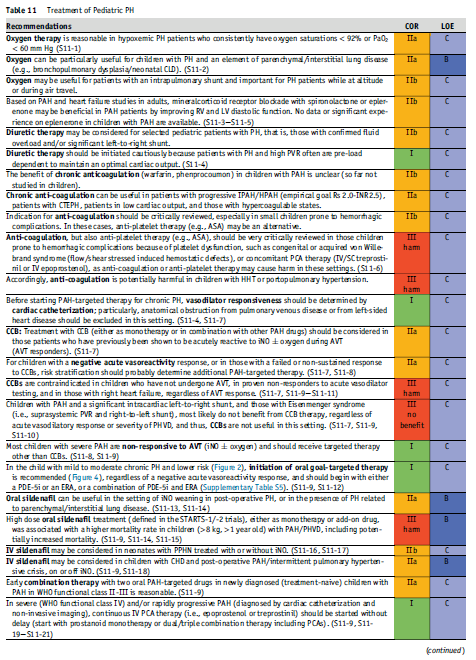 Table 11 Treatment of Pediatric PH
Recommendations COR LOE
Oxygen therapy is reasonable in hypoxemic PH patients who consistently have oxygen saturations < 92% or PaO2 IIa C
< 60 mm Hg (S11-1)
Oxygen can be particularly useful for children with PH and an element of parenchymal/interstitial lung disease IIa B
(e.g., bronchopulmonary dysplasia/neonatal CLD). (S11-2)
Oxygen may be useful for patients with an intrapulmonary shunt and important for PH patients while at altitude IIb C
or during air travel.
Based on PAH and heart failure studies in adults, mineralcorticoid receptor blockade with spironolactone or epler- IIb C
enone may be beneficial in PAH patients by improving RV and LV diastolic function. No data or significant expe-
rience on eplerenone in children with PAH are available. (S11-3—S11-5)
Diuretic therapy may be considered for selected pediatric patients with PH, that is, those with confirmed fluid IIb C
overload and/or significant left-to-right shunt.
Diuretic therapy should be initiated cautiously because patients with PH and high PVR often are pre-load I C
dependent to maintain an optimal cardiac output. (S11-4)
The benefit of chronic anticoagulation (warfarin, phenprocoumon) in children with PAH is unclear (so far not IIb C
studied in children).
Chronic anti-coagulation can be useful in patients with progressive IPAH/HPAH (empirical goal Rs 2.0-INR2.5), IIa C
patients with CTEPH, patients in low cardiac output, and those with hypercoagulable states.
Indication for anti-coagulation should be critically reviewed, especially in small children prone to hemorrhagic IIb C
complications. In these cases, anti-platelet therapy (e.g., ASA) may be an alternative.
Anti-coagulation, but also anti-platelet therapy (e.g., ASA), should be very critically reviewed in those children III C
prone to hemorrhagic complications because of platelet dysfunction, such as congenital or acquired von Wille- harm
brand syndrome (flow/shear stressed induced hemostatic defects), or concomitant PCA therapy (IV/SC treprosti-
nil or IV epoprostenol), as anti-coagulation or anti-platelet therapy may cause harm in these settings. (S11-6)
Accordingly, anti-coagulation is potentially harmful in children with HHT or portopulmonary hypertension. III C
harm
Before starting PAH-targeted therapy for chronic PH, vasodilator responsiveness should be determined by I C
cardiac catheterization; particularly, anatomical obstruction from pulmonary venous disease or from left-sided
heart disease should be excluded in this setting. (S11-4, S11-7)
CCB: Treatment with CCB (either as monotherapy or in combination with other PAH drugs) should be considered in IIa C
those patients who have previously been shown to be acutely reactive to iNO ± oxygen during AVT
(AVT responders). (S11-7)
For children with a negative acute vasoreactivity response, or in those with a failed or non-sustained response IIa C
to CCBs, risk stratification should probably determine additional PAH-targeted therapy. (S11-7, S11-8)
CCBs are contraindicated in children who have not undergone AVT, in proven non-responders to acute vasodilator III C
testing, and in those with right heart failure, regardless of AVT response. (S11-7, S11-9—S11-11) harm
Children with PAH and a significant intracardiac left-to-right shunt, and those with Eisenmenger syndrome III C
(i.e., suprasystemic PVR and right-to-left shunt), most likely do not benefit from CCB therapy, regardless of no
acute vasodilatory response or severity of PHVD, and thus, CCBs are not useful in this setting. (S11-7, S11-9, benefit
S11-10)
Most children with severe PAH are non-responsive to AVT (iNO ± oxygen) and should receive targeted therapy I C
other than CCBs. (S11-8, S11-9)
In the child with mild to moderate chronic PH and lower risk (Figure 2), initiation of oral goal-targeted therapy I C
is recommended (Figure 4), regardless of a negative acute vasoreactivity response, and should begin with either
a PDE-5i or an ERA, or a combination of PDE-5i and ERA (Supplementary Table S5). (S11-9, S11-12)
Oral sildenafil can be useful in the setting of iNO weaning in post-operative PH, or in the presence of PH related IIa B
to parenchymal/interstitial lung disease. (S11-13, S11-14)
High dose oral sildenafil treatment (defined in the STARTS-1/-2 trials), either as monotherapy or add-on drug, III B
was associated with a higher mortality rate in children (>8 kg, >1 year old) with PAH/PHVD, including poten- harm
tially increased mortality. (S11-9, S11-14, S11-15)
IV sildenafil may be considered in neonates with PPHN treated with or without iNO. (S11-16, S11-17) IIb C
IV sildenafil may be considered in children with CHD and post-operative PAH/intermittent pulmonary hyperten- IIa B
sive crisis, on or off iNO. (S11-9, S11-18)
Early combination therapy with two oral PAH-targeted drugs in newly diagnosed (treatment-naive) children with IIa C
PAH in WHO functional class II-III is reasonable. (S11-9)
In severe (WHO functional class IV) and/or rapidly progressive PAH (diagnosed by cardiac catheterization and I C
non-invasive imaging), continuous IV PCA therapy (i.e., epoprostenol or treprostinil) should be started without
delay (start with prostanoid monotherapy or dual/triple combination therapy including PCAs). (S11-9, S11-
19—S11-21)
(continued)